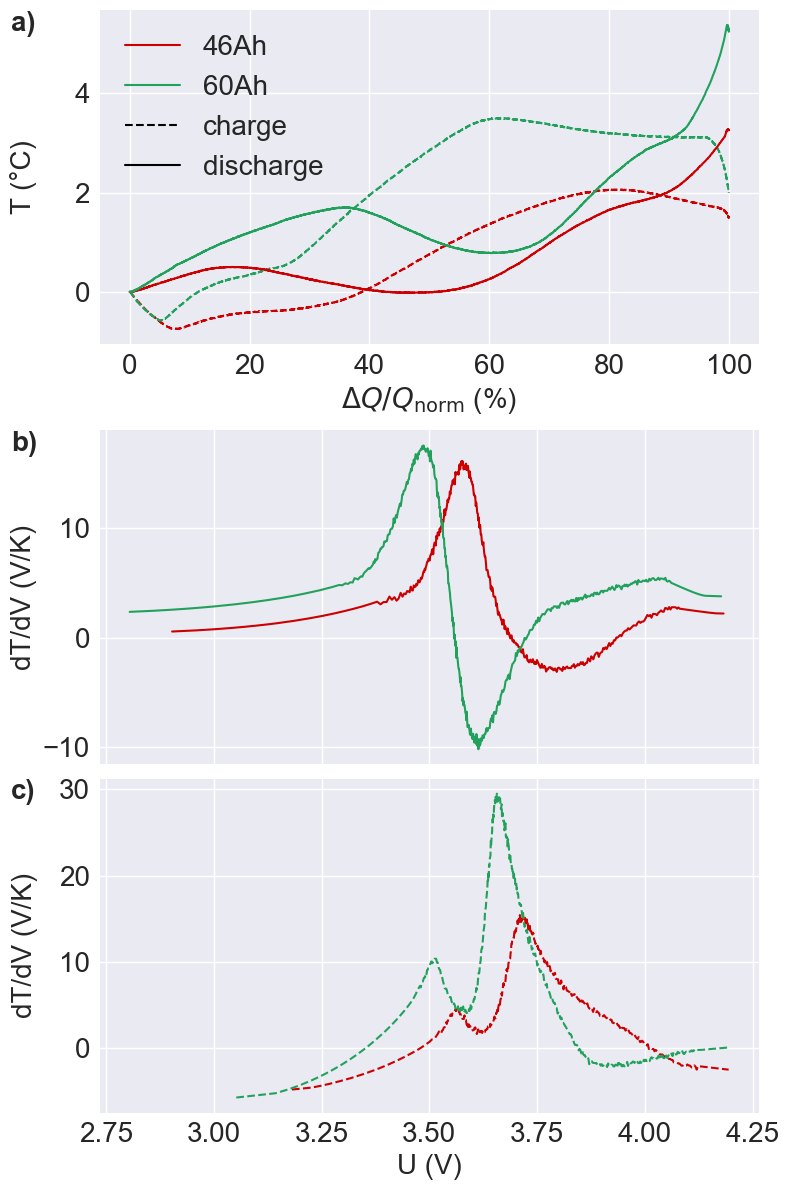 a)
46Ah
60Ah
charge
discharge
T (°C)
4
2
0
0 20 40 60 80 100
ΔQ/Qnorm (%)
b)
dT/dV (V/K)
10
0
−10
c)
dT/dV (V/K)
30
20
10
0
2.75 3.00 3.25 3.50 3.75 4.00 4.25
U (V)